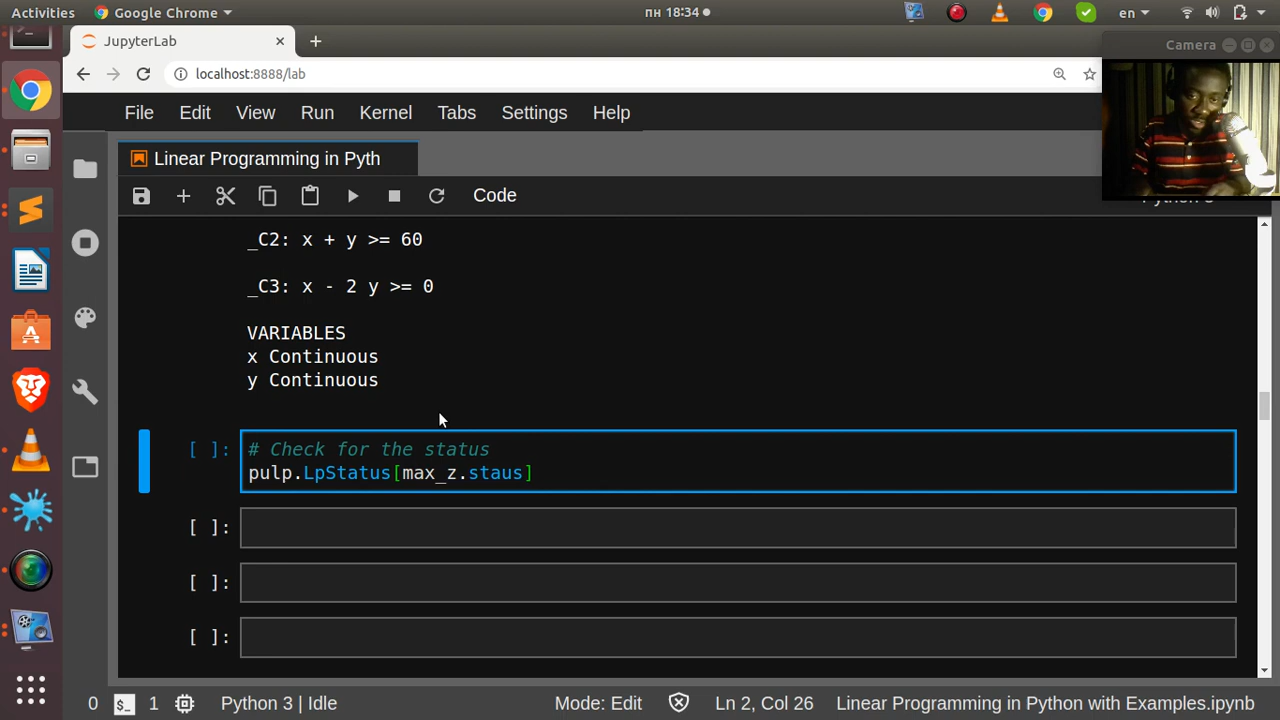 Activities Google Chrome пн 18:34 en
JupyterLab
Camera
localhost:8888/lab
File Edit View Run Kernel Tabs Settings Help
Linear Programming in Pyth
Code
_C2: x + y >= 60
_C3: x - 2 y >= 0
VARIABLES
x Continuous
y Continuous
[ ]: # Check for the status
pulp.LpStatus[max_z.staus]
[ ]:
[ ]:
[ ]:
0 $_ 1 Python 3 | Idle Mode: Edit Ln 2, Col 26 Linear Programming in Python with Examples.ipynb